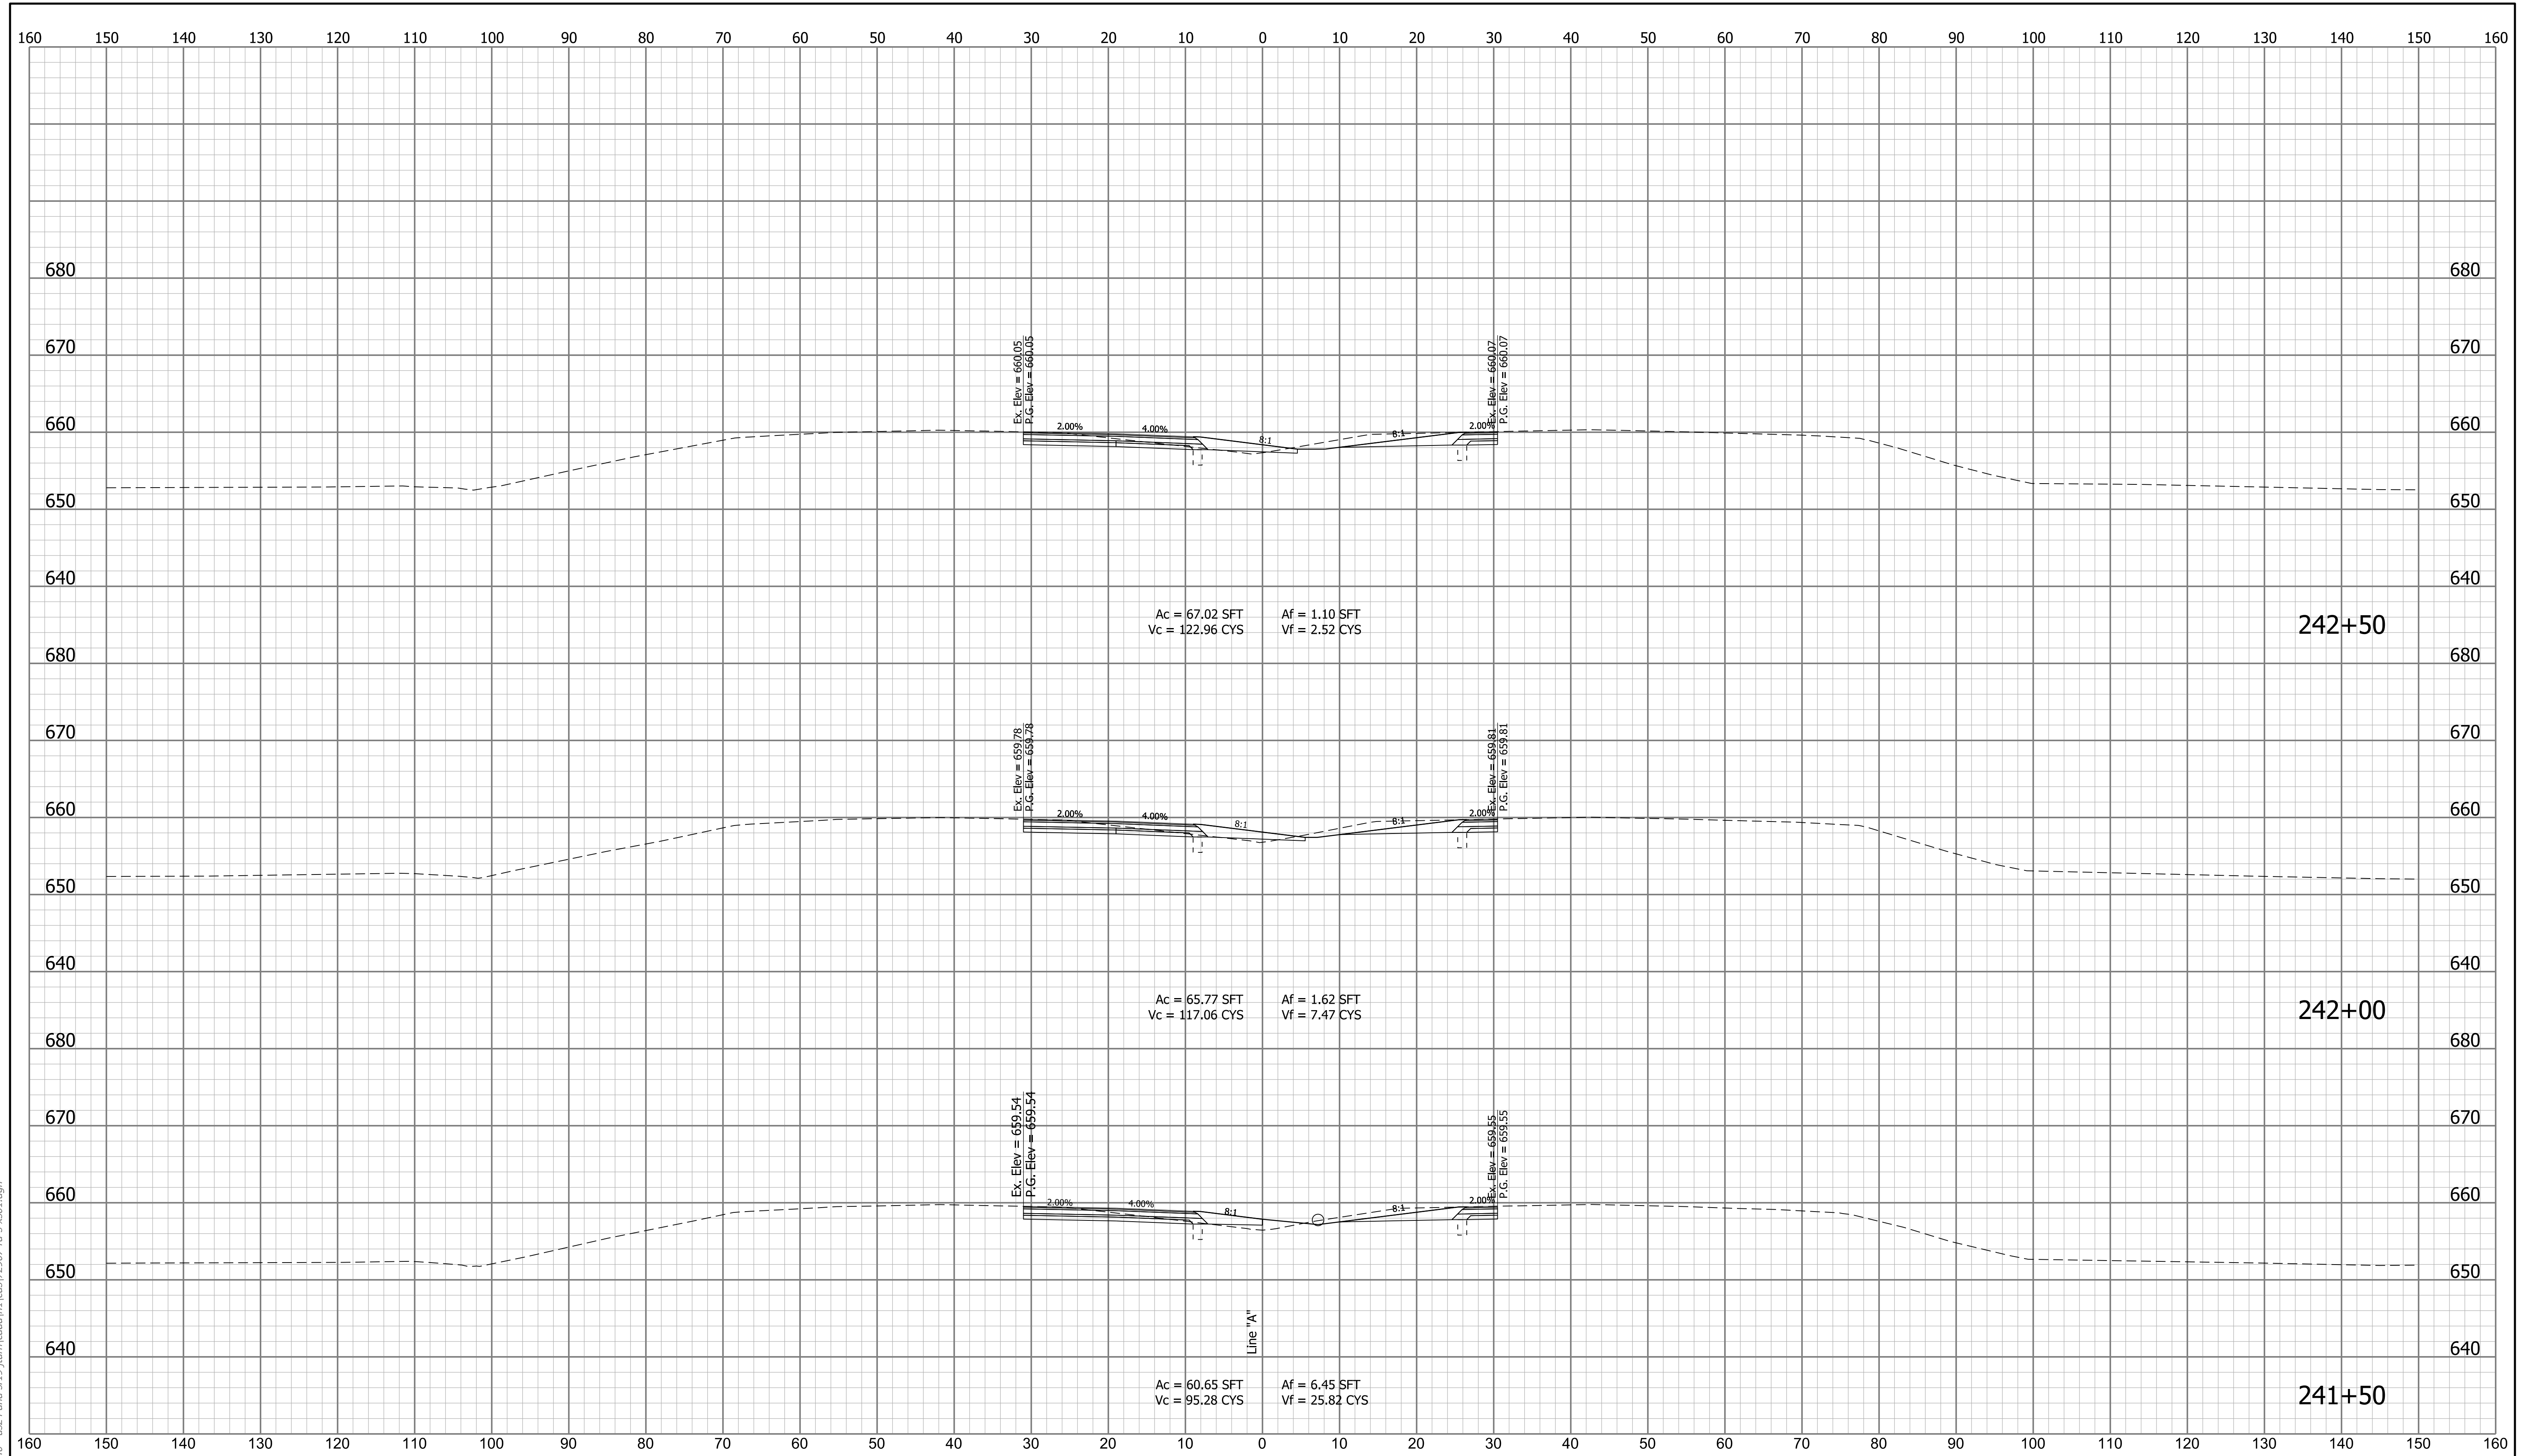 160 150 140 130 120 110 100 90 80 70 60 50 40 30 20 10 0 10 20 30 40 50 60 70 80 90 100 110 120 130 140 150 160
680 680
670 670
Ex. Elev = 660.05
P.G. Elev = 660.05
Ex. Elev = 660.07
P.G. Elev = 660.07
660 660
2.00% 4.00% 8:1 8:1 2.00%
650 650
640 640
Ac = 67.02 SFT Af = 1.10 SFT
Vc = 122.96 CYS Vf = 2.52 CYS
242+50
680 680
670 670
Ex. Elev = 659.78
P.G. Elev = 659.78
Ex. Elev = 659.81
P.G. Elev = 659.81
660 660
2.00% 4.00% 8:1 8:1 2.00%
650 650
640 640
Ac = 65.77 SFT Af = 1.62 SFT
Vc = 117.06 CYS Vf = 7.47 CYS
242+00
680 680
670 670
Ex. Elev = 659.54
P.G. Elev = 659.54
Ex. Elev = 659.55
P.G. Elev = 659.55
660 660
2.00% 4.00% 8:1 8:1 2.00%
650 650
Line "A"
640 640
Ac = 60.65 SFT Af = 6.45 SFT
Vc = 95.28 CYS Vf = 25.82 CYS
241+50
160 150 140 130 120 110 100 90 80 70 60 50 40 30 20 10 0 10 20 30 40 50 60 70 80 90 100 110 120 130 140 150 160